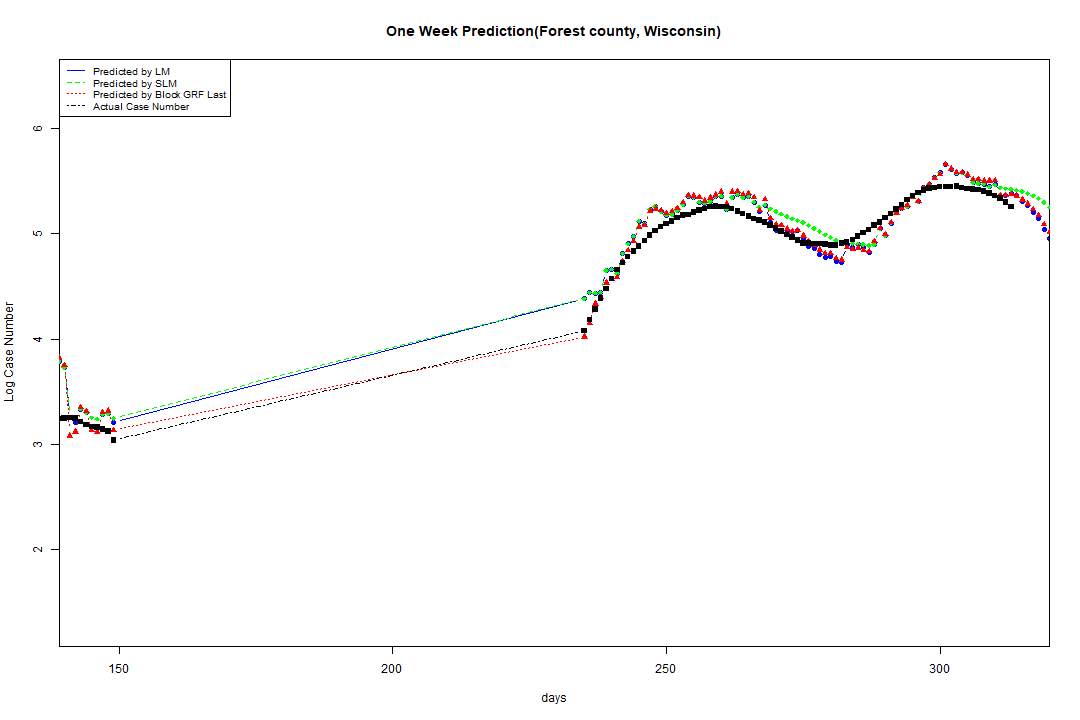 One Week Prediction(Forest county, Wisconsin)
Predicted by LM
Predicted by SLM
Predicted by Block GRF Last
Actual Case Number
6
5
4
3
2
Log Case Number
150
200
250
300
days